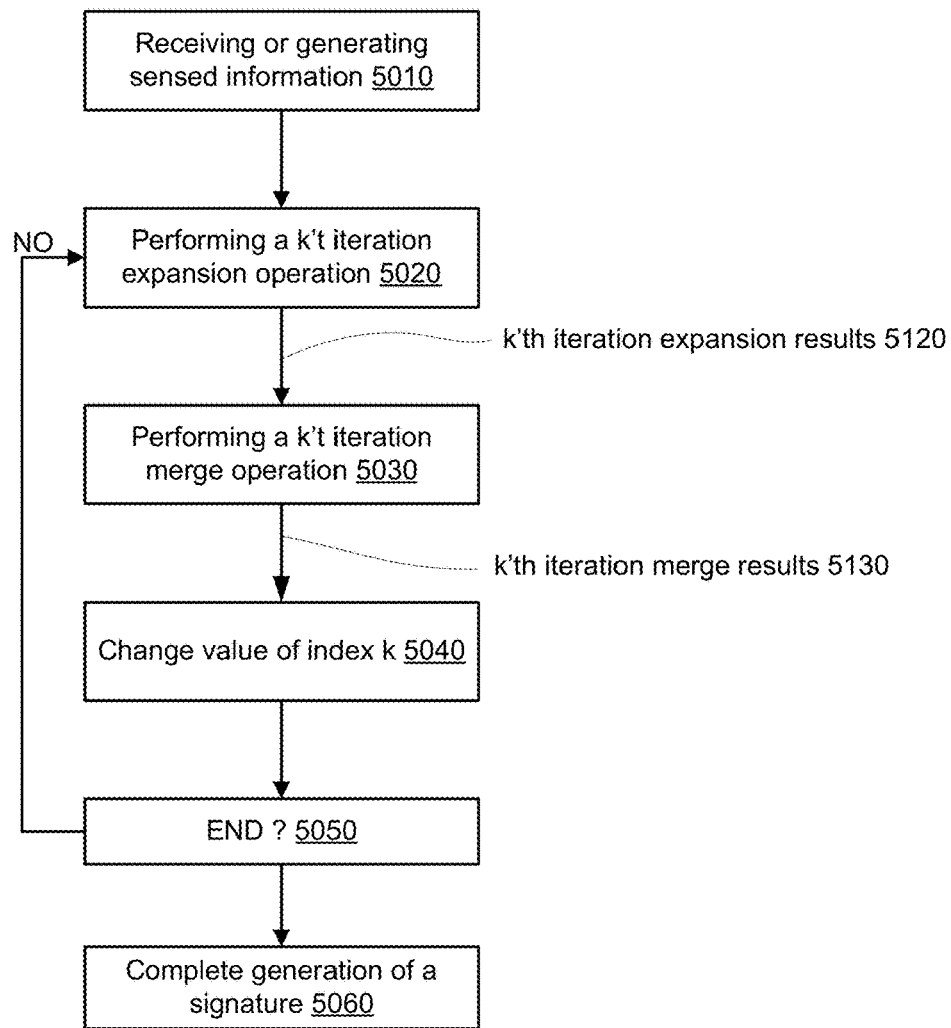 Receiving or generating
sensed information 5010
NO
Performing a k't iteration
expansion operation 5020
k'th iteration expansion results 5120
Performing a k't iteration
merge operation 5030
k'th iteration merge results 5130
Change value of index k 5040
END ? 5050
Complete generation of a
signature 5060